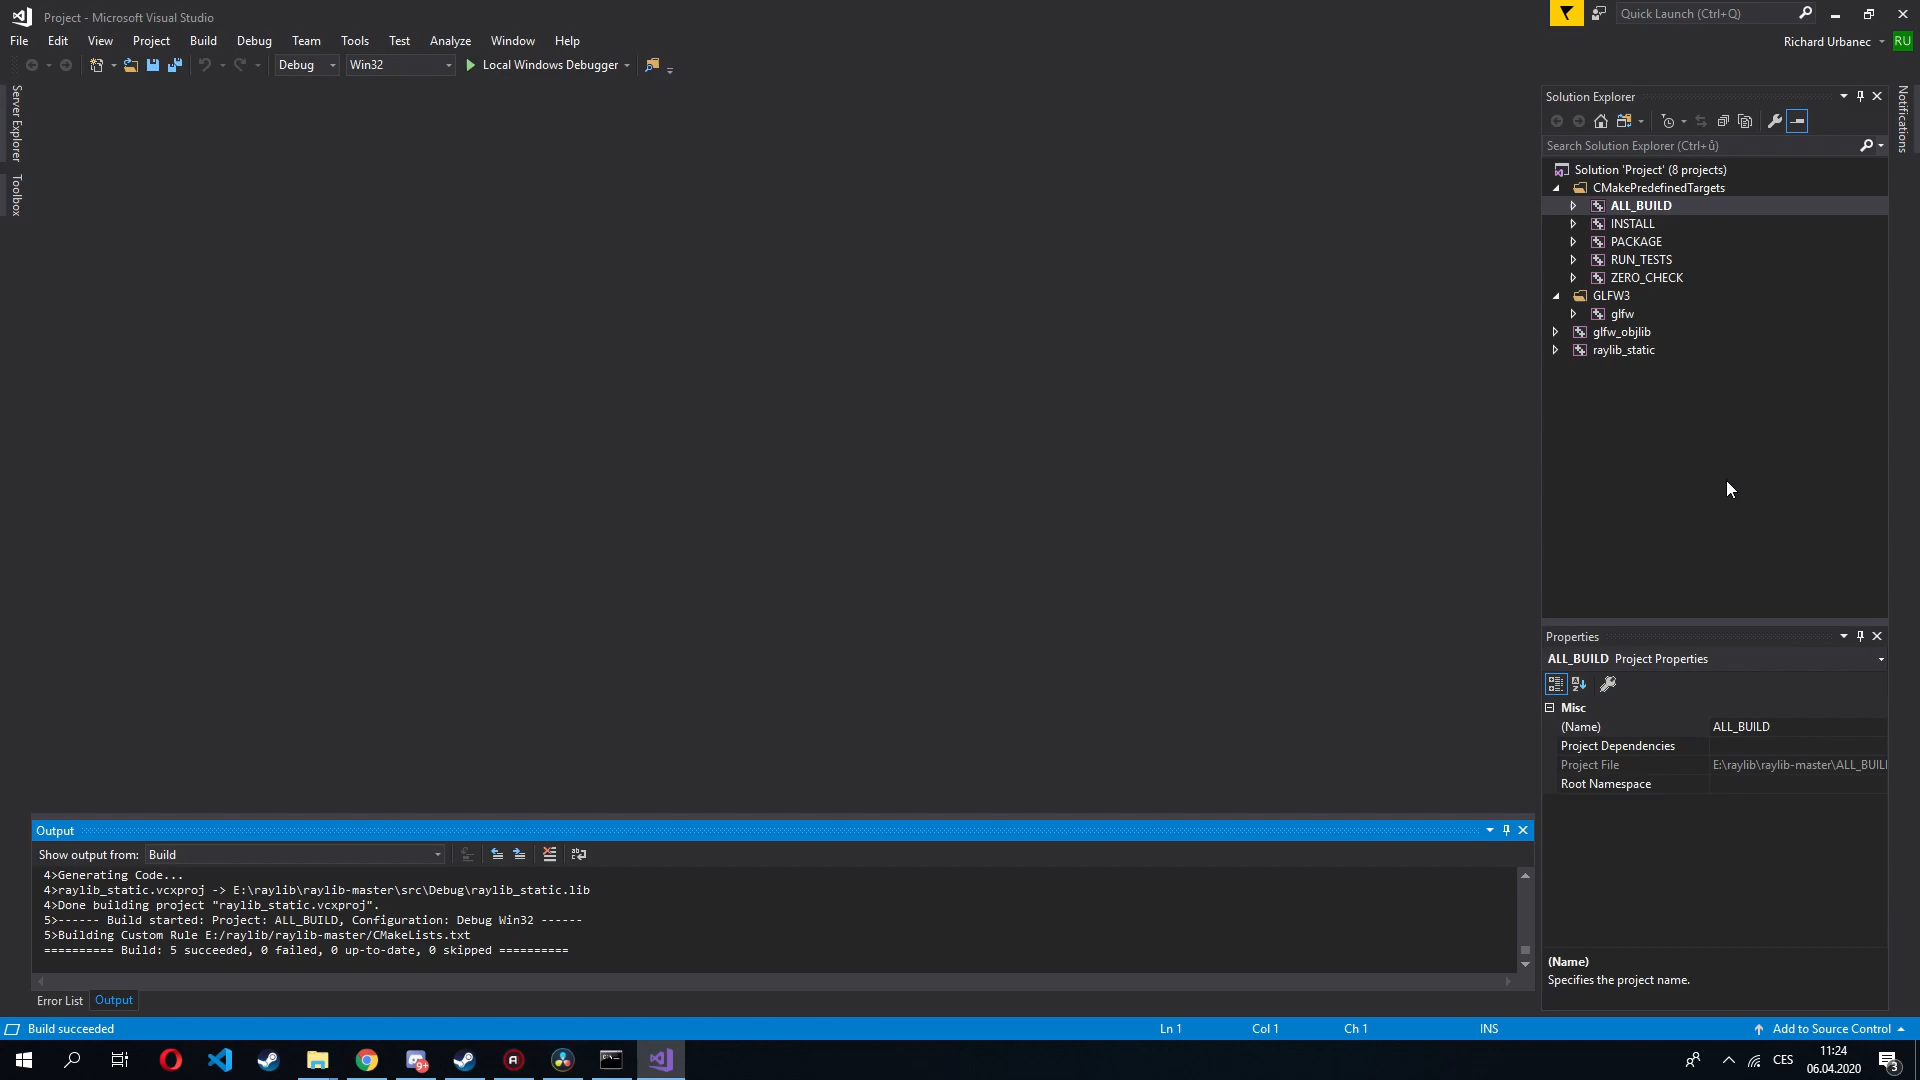 Project - Microsoft Visual Studio
Quick Launch (Ctrl+Q)
File Edit View Project Build Debug Team Tools Test Analyze Window Help
Richard Urbanec RU
Debug Win32 Local Windows Debugger
Server Explorer
Toolbox
Notifications
Solution Explorer
Search Solution Explorer (Ctrl+ů)
Solution 'Project' (8 projects)
CMakePredefinedTargets
ALL_BUILD
INSTALL
PACKAGE
RUN_TESTS
ZERO_CHECK
GLFW3
glfw
glfw_objlib
raylib_static
Properties
ALL_BUILD Project Properties
Misc
(Name) ALL_BUILD
Project Dependencies
Project File E:\raylib\raylib-master\ALL_BUIL
Root Namespace
(Name)
Specifies the project name.
Output
Show output from: Build
4>Generating Code...
4>raylib_static.vcxproj -> E:\raylib\raylib-master\src\Debug\raylib_static.lib
4>Done building project "raylib_static.vcxproj".
5>------ Build started: Project: ALL_BUILD, Configuration: Debug Win32 ------
5>Building Custom Rule E:/raylib/raylib-master/CMakeLists.txt
========== Build: 5 succeeded, 0 failed, 0 up-to-date, 0 skipped ==========
Error List Output
Build succeeded Ln 1 Col 1 Ch 1 INS Add to Source Control
9+
CES
11:24
06.04.2020
3